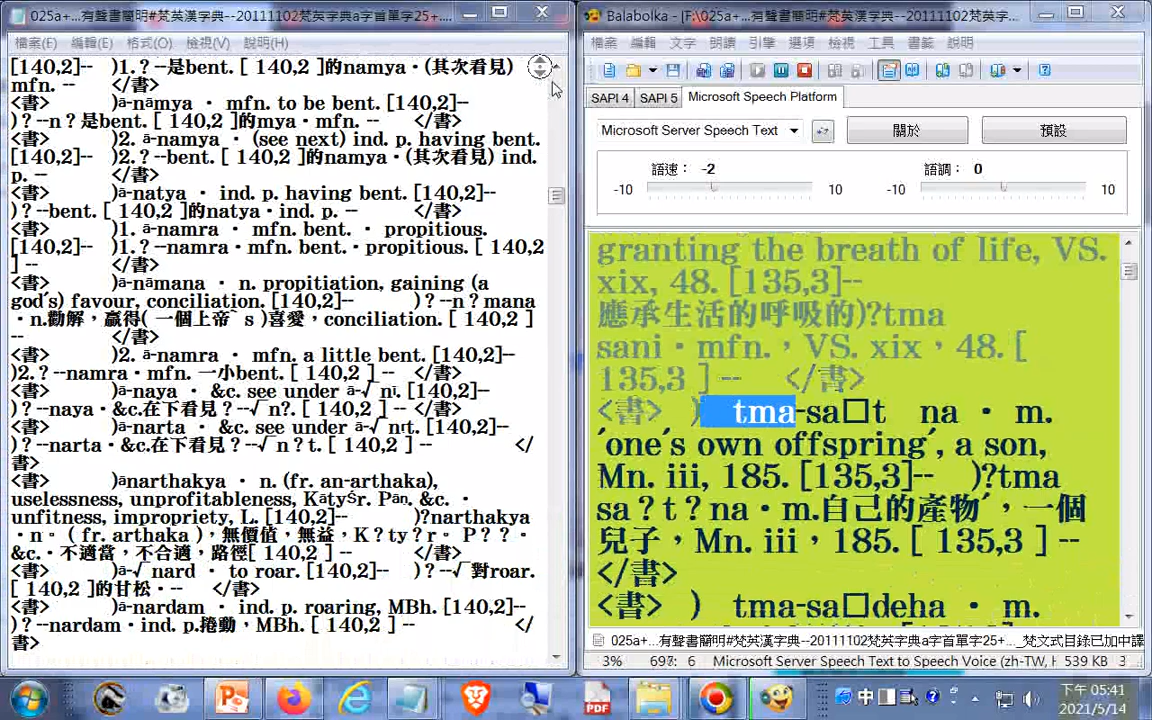 025a+...有聲書簡明#梵英漢字典--20111102梵英字典a字首單字25+...
檔案(F) 編輯(E) 格式(O) 檢視(V) 說明(H)
[140,2]-- )1.?--是bent. [ 140,2 ]的namya‧(其次看見)
mfn. -- </書>
<書> )ā-nāmya ‧ mfn. to be bent. [140,2]--
)?--n?是bent. [ 140,2 ]的mya‧mfn. -- </書>
<書> )2. ā-namya ‧ (see next) ind. p. having bent.
[140,2]-- )2.?--bent. [ 140,2 ]的namya‧(其次看見) ind.
p. -- </書>
<書> )ā-natya ‧ ind. p. having bent. [140,2]--
)?--bent. [ 140,2 ]的natya‧ind. p. -- </書>
<書> )1. ā-namra ‧ mfn. bent. ‧ propitious.
[140,2]-- )1.?--namra‧mfn. bent.‧propitious. [ 140,2
] -- </書>
<書> )ā-nāmana ‧ n. propitiation, gaining (a
god's) favour, conciliation. [140,2]-- )?--n?mana
‧n.勸解，贏得( 一個上帝`s )喜愛，conciliation. [ 140,2 ]
-- </書>
<書> )2. ā-namra ‧ mfn. a little bent. [140,2]--
)2.?--namra‧mfn. 一小bent. [ 140,2 ] -- </書>
<書> )ā-naya ‧ &c. see under ā-√ nī. [140,2]--
)?--naya‧&c.在下看見?--√n?. [ 140,2 ] -- </書>
<書> )ā-narta ‧ &c. see under ā-√ nṛt. [140,2]--
)?--narta‧&c.在下看見?--√n?t. [ 140,2 ] -- </
書>
<書> )ānarthakya ‧ n. (fr. an-arthaka),
uselessness, unprofitableness, KātyŚr. Pāṇ. &c. ‧
unfitness, impropriety, L. [140,2]-- )?narthakya
‧n。( fr. arthaka )，無價值，無益，K?ty?r。P??‧
&c.‧不適當，不合適，路徑[ 140,2 ] -- </書>
<書> )ā-√ nard ‧ to roar. [140,2]-- )?--√ 對roar.
[ 140,2 ]的甘松‧-- </書>
<書> )ā-nardam ‧ ind. p. roaring, MBh. [140,2]--
)?--nardam‧ind. p.捲動，MBh. [ 140,2 ] -- </
書>
Balabolka - [F:\025a+...有聲書簡明#梵英漢字典--20111102梵英字...
檔案 編輯 文字 朗讀 引擎 選項 檢視 工具 書籤 說明
SAPI 4 SAPI 5 Microsoft Speech Platform
Microsoft Server Speech Text 關於 預設
語速： -2 語調： 0
-10 10 -10 10
granting the breath of life, VS.
xix, 48. [135,3]--
應承生活的呼吸的)?tma
sani‧mfn.，VS. xix，48. [
135,3 ] -- </書>
<書> ) tma-sa□t na ‧ m.
'one's own offspring', a son,
Mn. iii, 185. [135,3]-- )?tma
sa?t?na‧m.自己的產物'，一個
兒子，Mn. iii，185. [ 135,3 ] --
</書>
<書> ) tma-sa□deha ‧ m.
025a+...有聲書簡明#梵英漢字典--20111102梵英字典a字首單字25+..._梵文式目錄已加中譯
3% 697: 6 Microsoft Server Speech Text to Speech Voice (zh-TW, H 539 KB 3
中
PDF
下午 05:41
2021/5/14